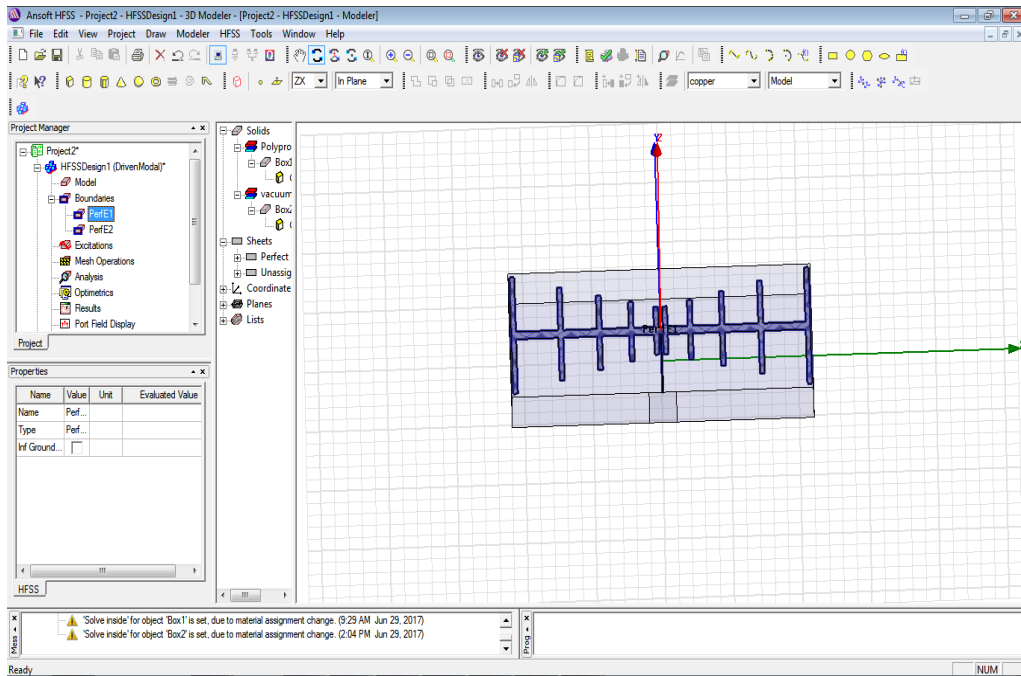 Ansoft HFSS - Project2 - HFSSDesign1 - 3D Modeler - [Project2 - HFSSDesign1 - Modeler]
File Edit View Project Draw Modeler HFSS Tools Window Help
ZX In Plane copper Model
Project Manager
Project2*
HFSSDesign1 (DrivenModal)*
Model
Boundaries
PerfE1
PerfE2
Excitations
Mesh Operations
Analysis
Optimetrics
Results
Port Field Display
Project
Properties
Name Value Unit Evaluated Value
Name Perf...
Type Perf...
Inf Ground...
HFSS
Solids
Polypro
Box1
vacuum
Box2
Sheets
Perfect
Unassig
Coordinate
Planes
Lists
Z
PerfE1
Mess
'Solve inside' for object 'Box1' is set, due to material assignment change. (9:29 AM Jun 29, 2017)
'Solve inside' for object 'Box2' is set, due to material assignment change. (2:04 PM Jun 29, 2017)
Prog
Ready
NUM